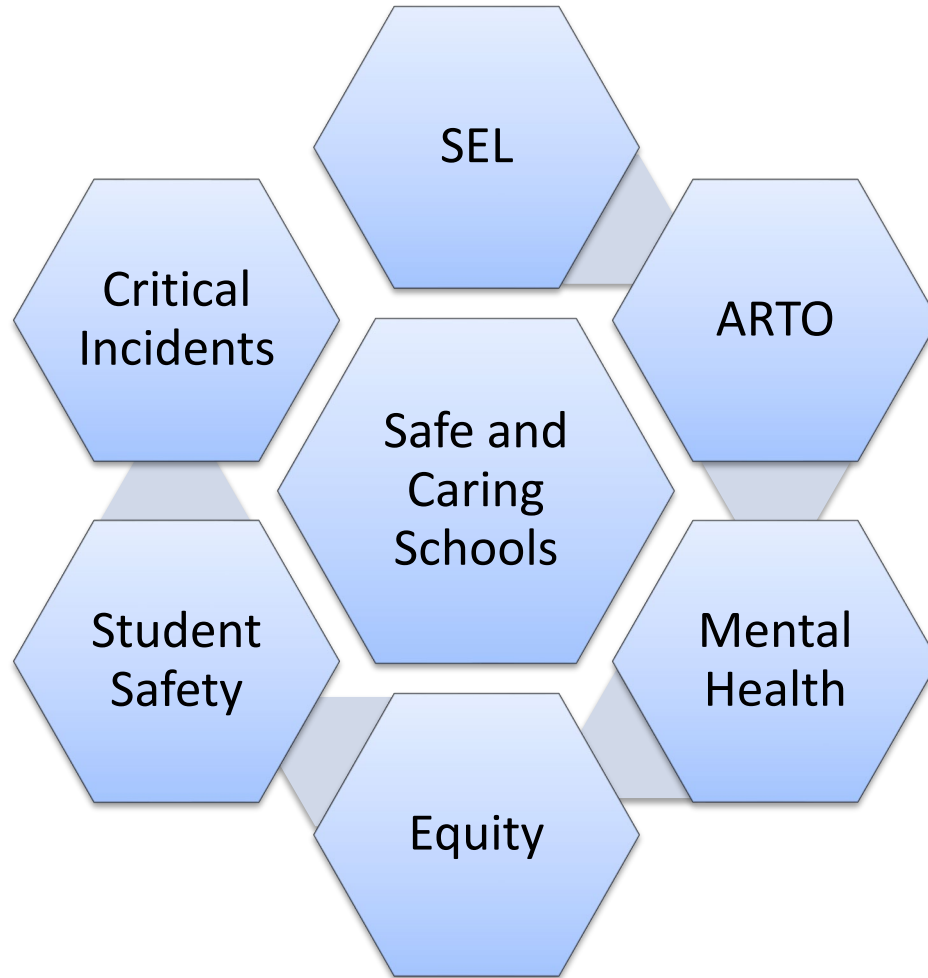 SEL
Critical
Incidents
ARTO
Safe and
Caring
Schools
Student
Safety
Mental
Health
Equity